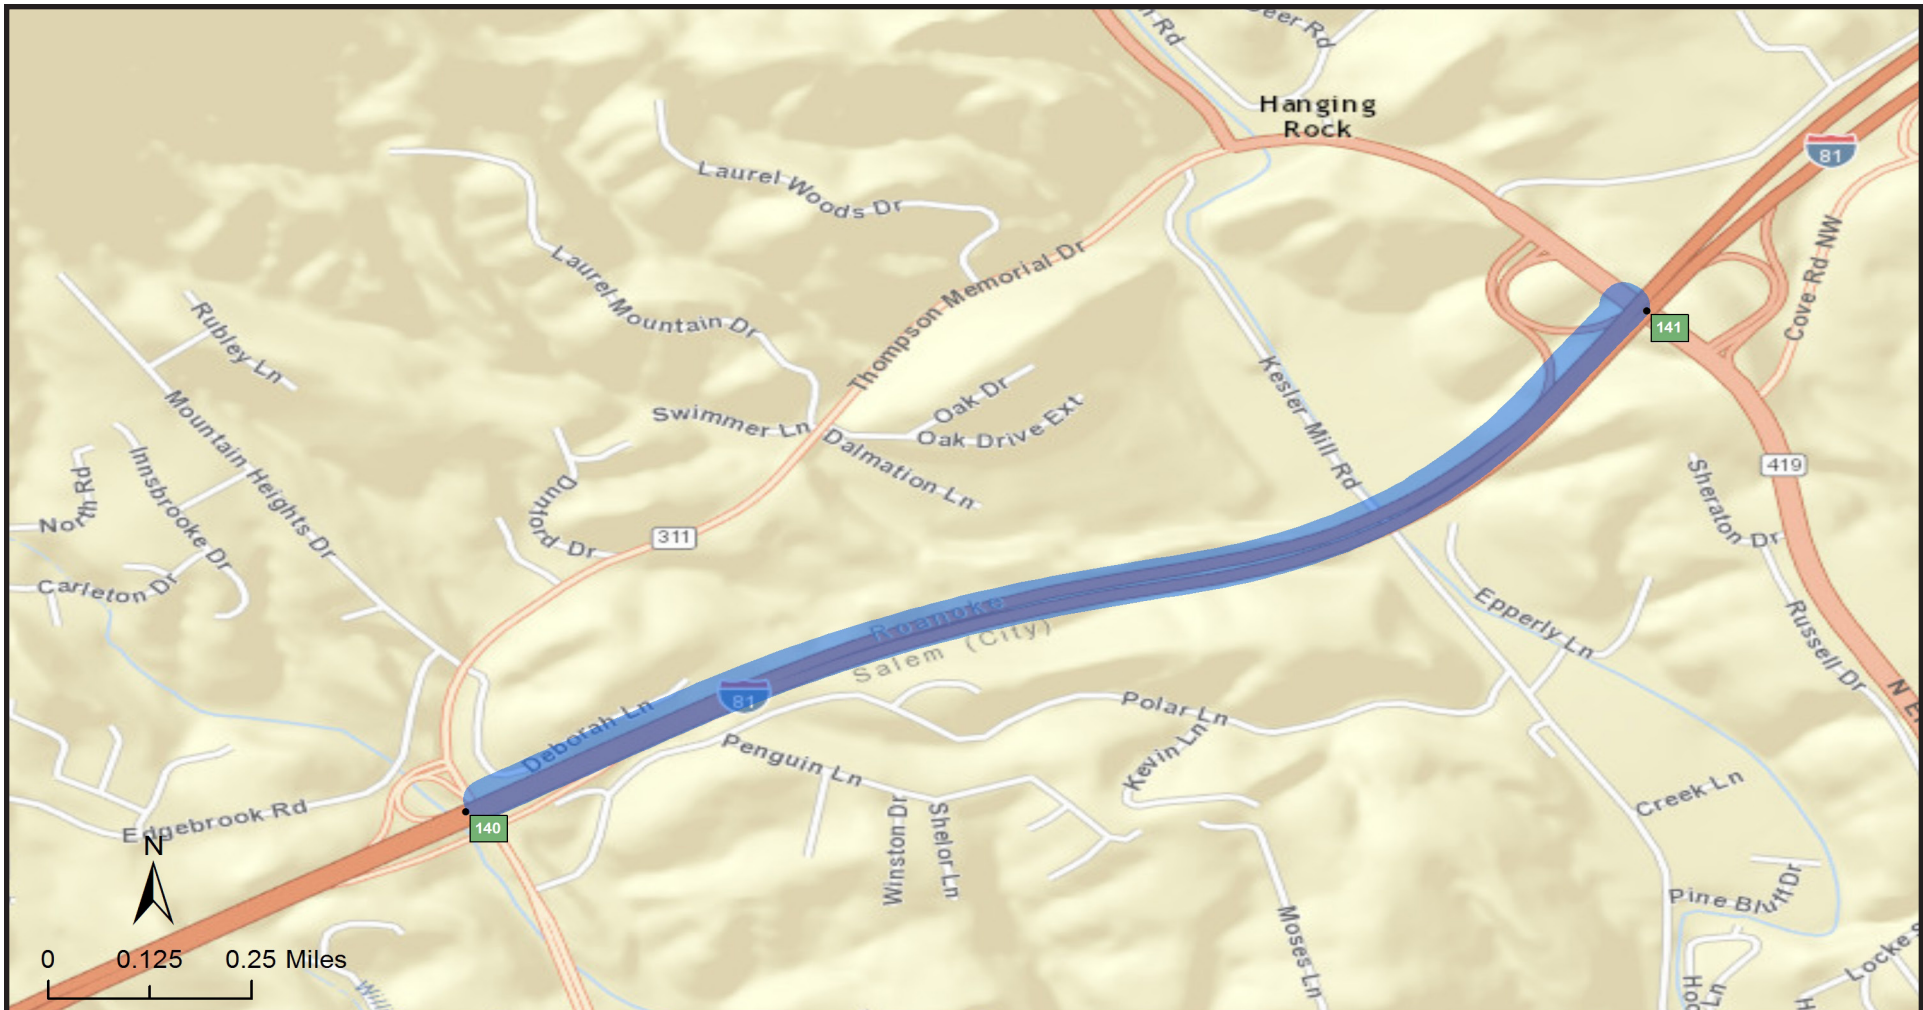 Deer Rd
Rd
Hanging
Rock
81
Laurel Woods Dr
Cove Rd NW
Laurel Mountain Dr
Thompson Memorial Dr
Rubley Ln
141
Kesler Mill Rd
Oak Dr
Swimmer Ln
Oak Drive Ext
Mountain Heights Dr
Dalmation Ln
419
Innsbrooke Dr
North Rd
Dunford Dr
311
Sheraton Dr
Carleton Dr
Roanoke
Salem (City)
Epperly Ln
Russell Dr
81
Deborah Ln
Polar Ln
N
Penguin Ln
Kevin Ln
Creek Ln
Edgebrook Rd
140
Winston Dr
Shelor Ln
N
Pine Bluff Dr
Moses Ln
0 0.125 0.25 Miles
Ln